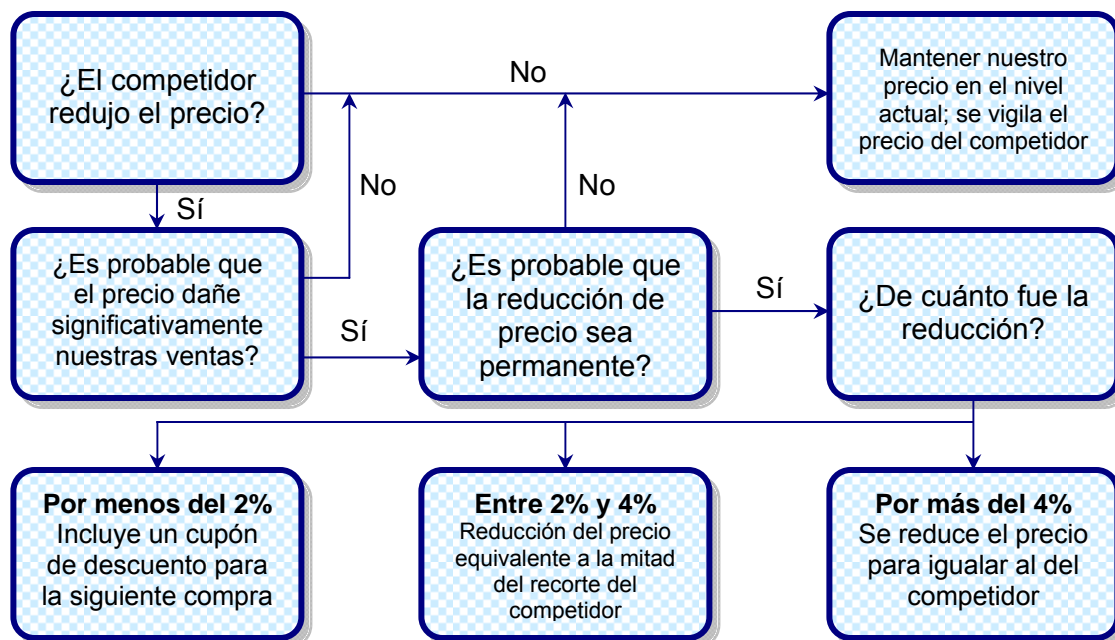 ¿El competidor
redujo el precio?
No
Mantener nuestro
precio en el nivel
actual; se vigila el
precio del competidor
Sí
No
No
¿Es probable que
el precio dañe
significativamente
nuestras ventas?
Sí
¿Es probable que
la reducción de
precio sea
permanente?
Sí
¿De cuánto fue la
reducción?
Por menos del 2%
Incluye un cupón
de descuento para
la siguiente compra
Entre 2% y 4%
Reducción del precio
equivalente a la mitad
del recorte del
competidor
Por más del 4%
Se reduce el precio
para igualar al del
competidor